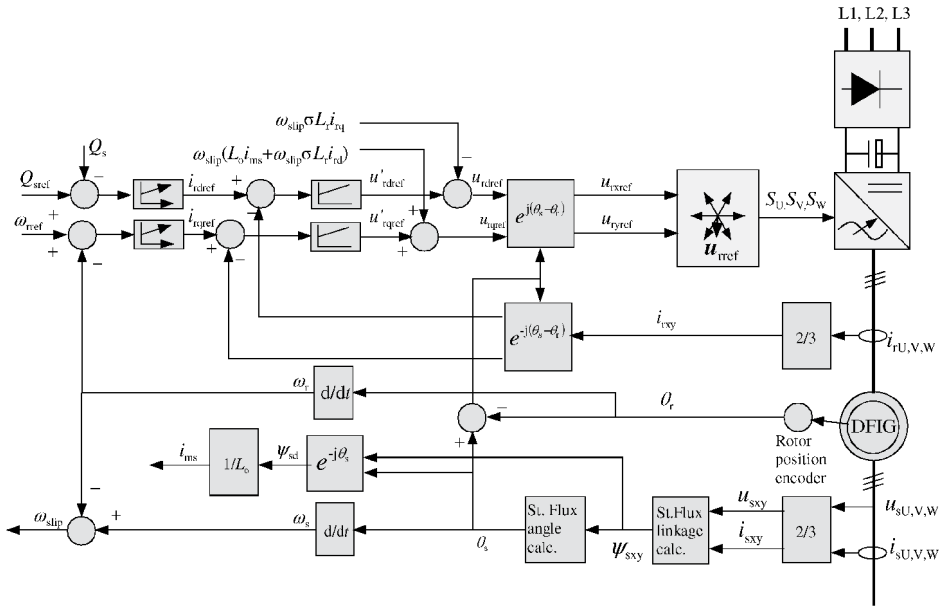 L1, L2, L3
ω_slip σL_r i_rq
ω_slip(L_o i_ms+ω_slip σL_r i_rd)
Q_s
Q_sref
−
i_rdref
+
u'_rdref
−
u_rdref
u_rxref
S_U, S_V, S_W
ω_rref
+
+
−
i_rqref
+
−
u'_rqref
+
+
u_rqref
e^j(θ_s−θ_r)
u_ryref
u_rref
e^-j(θ_s−θ_r)
i_rxy
2/3
i_rU,V,W
ω_r
d/dt
−
+
θ_r
DFIG
Rotor
position
encoder
i_ms
1/L_o
ψ_sd
e^-jθ_s
−
ω_slip
+
ω_s
d/dt
θ_s
St. Flux
angle
calc.
ψ_sxy
St.Flux
linkage
calc.
u_sxy
i_sxy
2/3
u_sU,V,W
i_sU,V,W